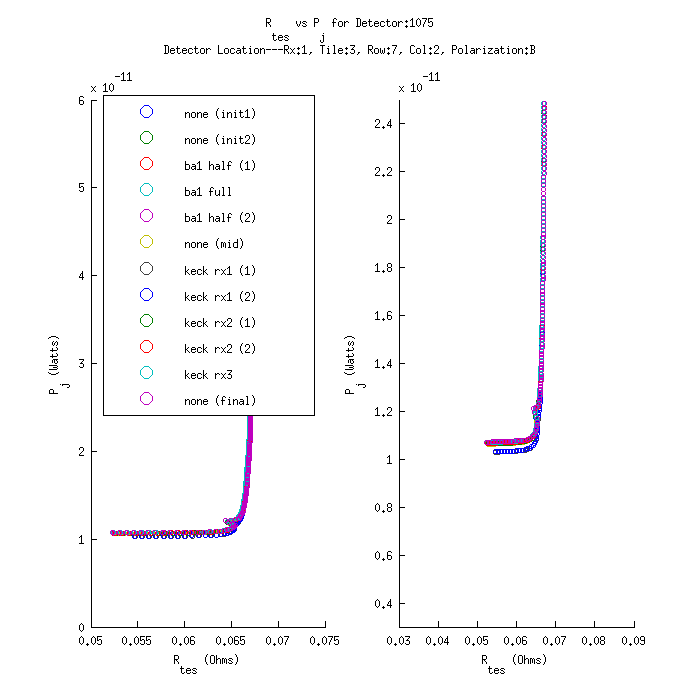 R    vs P  for Detector:1075
tes     j
Detector Location---Rx:1, Tile:3, Row:7, Col:2, Polarization:B
x 10-11
6
5
4
3
2
1
0
0.05 0.055 0.06 0.065 0.07 0.075
P j (Watts)
R tes (Ohms)
none (init1)
none (init2)
ba1 half (1)
ba1 full
ba1 half (2)
none (mid)
keck rx1 (1)
keck rx1 (2)
keck rx2 (1)
keck rx2 (2)
keck rx3
none (final)
x 10-11
2.4
2.2
2
1.8
1.6
1.4
1.2
1
0.8
0.6
0.4
0.03 0.04 0.05 0.06 0.07 0.08 0.09
P j (Watts)
R tes (Ohms)